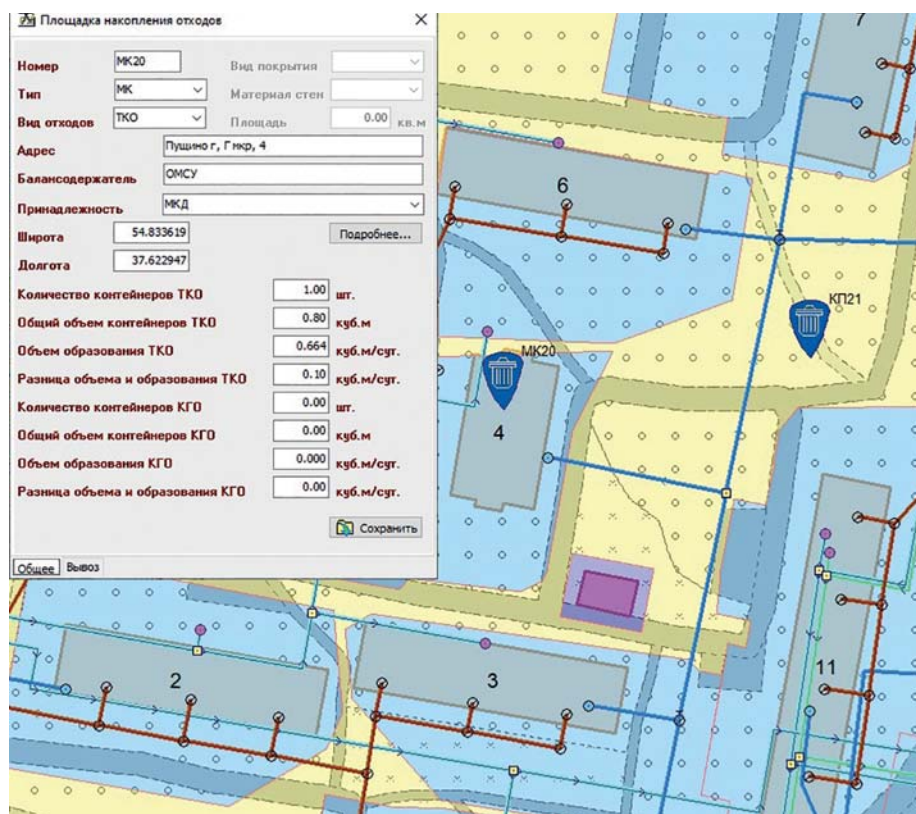 Площадка накопления отходов
Номер МК20 Вид покрытия
Тип МК Материал стен
Вид отходов ТКО Площадь 0.00 кв.м
Адрес Пущино г, Г мкр, 4
Балансодержатель ОМСУ
Принадлежность МКД
Широта 54.833619 Подробнее...
Долгота 37.622947
Количество контейнеров ТКО 1.00 шт.
Общий объем контейнеров ТКО 0.80 куб.м
Объем образования ТКО 0.664 куб.м/сут.
Разница объема и образования ТКО 0.10 куб.м/сут.
Количество контейнеров КГО 0.00 шт.
Общий объем контейнеров КГО 0.00 куб.м
Объем образования КГО 0.000 куб.м/сут.
Разница объема и образования КГО 0.00 куб.м/сут.
Сохранить
Общее Вывоз
7
6
КП21
МК20
4
2
3
11